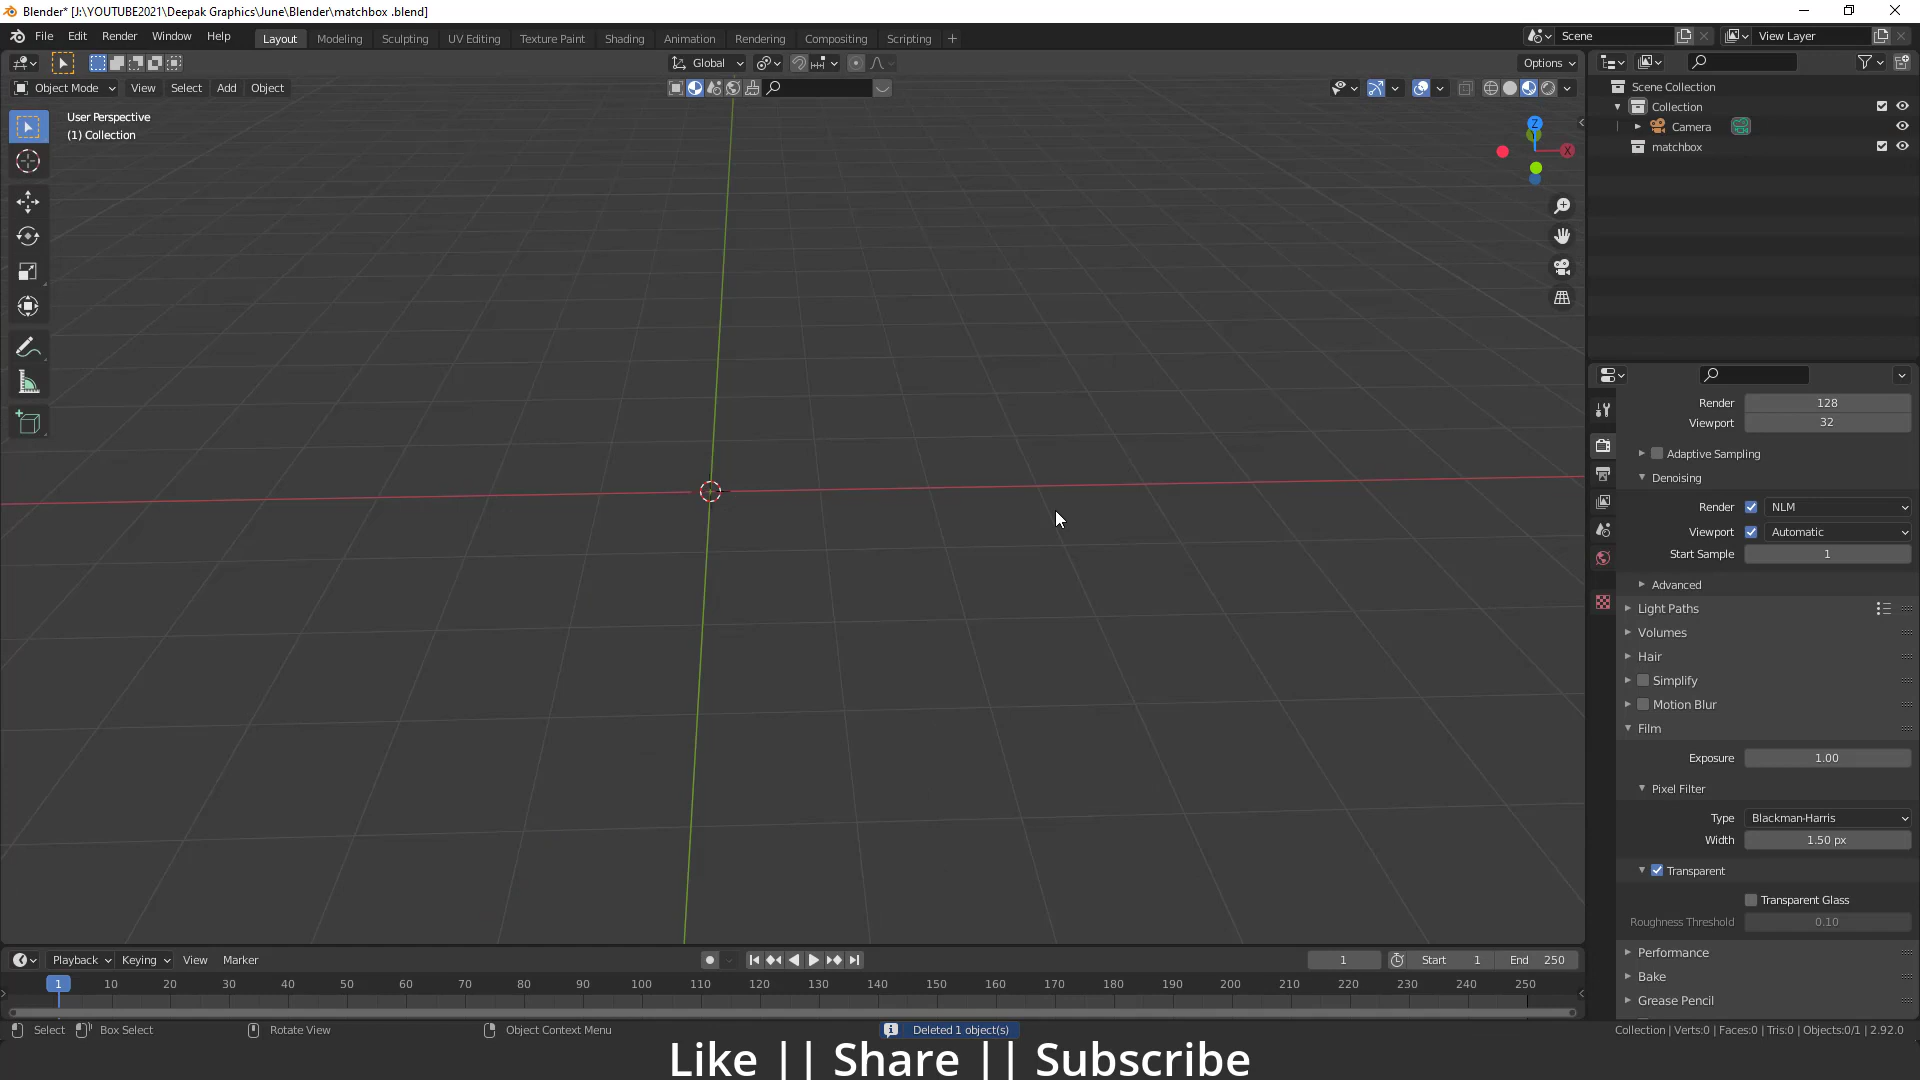 Blender* [J:\YOUTUBE2021\Deepak Graphics\June\Blender\matchbox .blend]
File Edit Render Window Help Layout Modeling Sculpting UV Editing Texture Paint Shading Animation Rendering Compositing Scripting + Scene View Layer
Global Options
Object Mode View Select Add Object
User Perspective
(1) Collection
Z
X
Scene Collection
Collection
Camera
matchbox
Render 128
Viewport 32
Adaptive Sampling
Denoising
Render NLM
Viewport Automatic
Start Sample 1
Advanced
Light Paths
Volumes
Hair
Simplify
Motion Blur
Film
Exposure 1.00
Pixel Filter
Type Blackman-Harris
Width 1.50 px
Transparent
Transparent Glass
Roughness Threshold 0.10
Performance
Bake
Grease Pencil
Playback Keying View Marker 1 Start 1 End 250
1 10 20 30 40 50 60 70 80 90 100 110 120 130 140 150 160 170 180 190 200 210 220 230 240 250
Select Box Select Rotate View Object Context Menu Deleted 1 object(s) Collection | Verts:0 | Faces:0 | Tris:0 | Objects:0/1 | 2.92.0
Like || Share || Subscribe